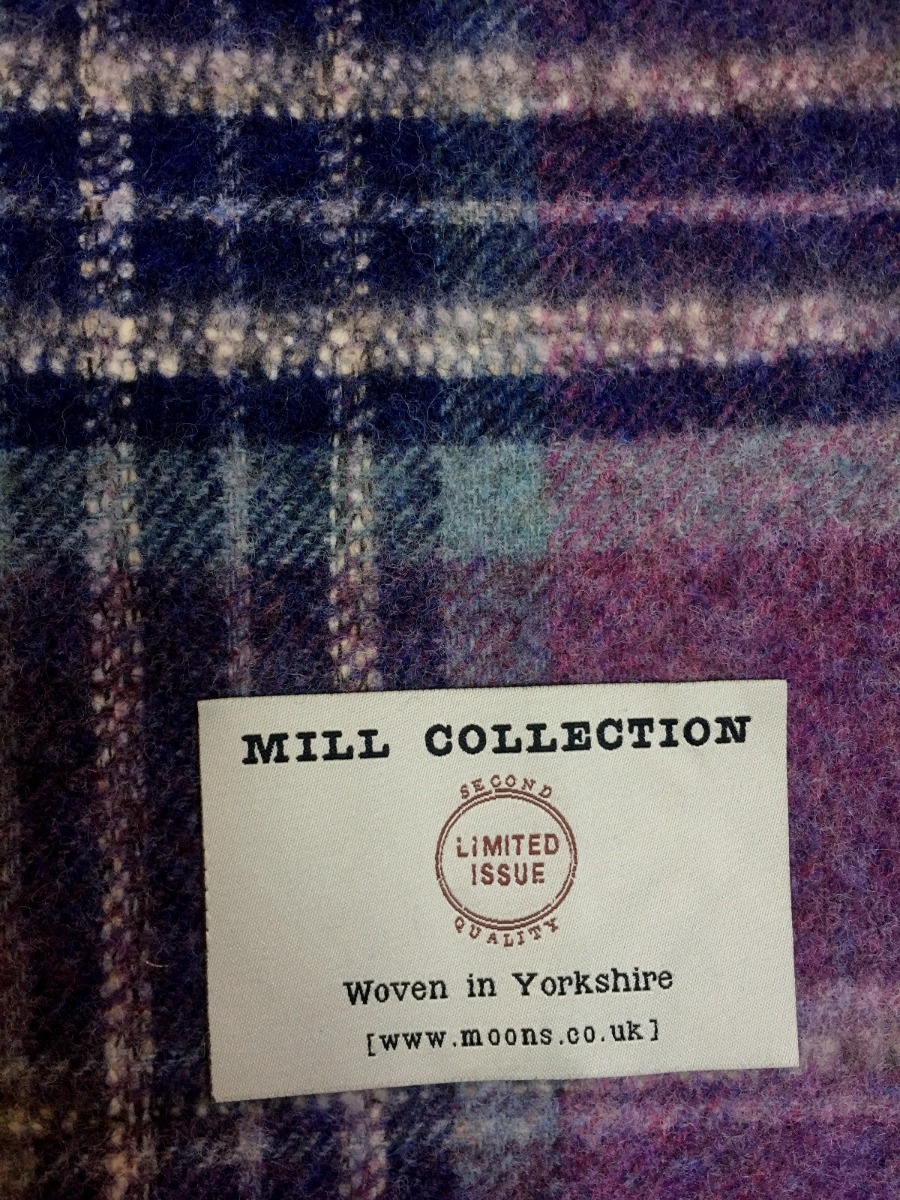 MILL COLLECTION
SECOND
LIMITED
ISSUE
QUALITY
Woven in Yorkshire
[www.moons.co.uk]